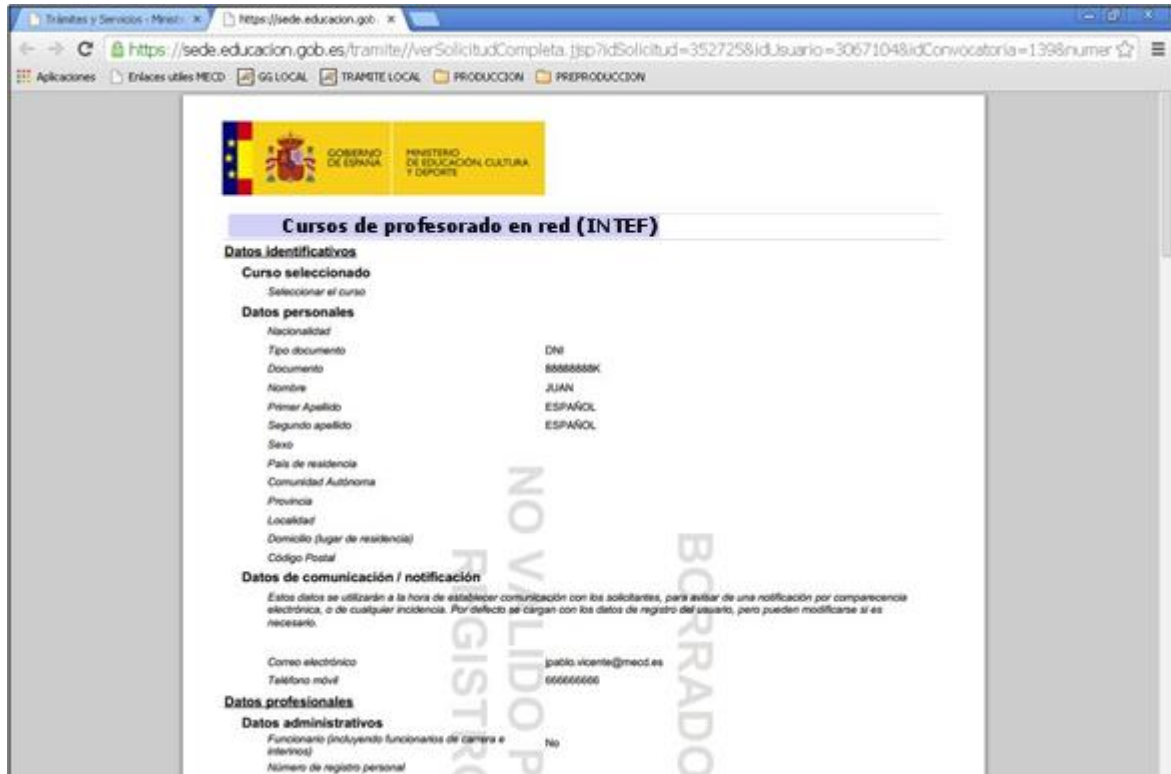 Trámites y Servicios - Minist
https://sede.educacion.gob
https://sede.educacion.gob.es/tramite//verSolicitudCompleta.jjsp?idSolicitud=352725&idUsuario=3067104&idConvocatoria=1398&numer
Aplicaciones Enlaces utiles MECD GG LOCAL TRAMITE LOCAL PRODUCCION PREPRODUCCION
GOBIERNO DE ESPAÑA
MINISTERIO DE EDUCACIÓN, CULTURA Y DEPORTE
Cursos de profesorado en red (INTEF)
Datos identificativos
Curso seleccionado
Seleccionar el curso
Datos personales
Nacionalidad
Tipo documento DNI
Documento 88888888K
Nombre JUAN
Primer Apellido ESPAÑOL
Segundo apellido ESPAÑOL
Sexo
País de residencia
Comunidad Autónoma
Provincia
Localidad
Domicilio (lugar de residencia)
Código Postal
Datos de comunicación / notificación
Estos datos se utilizarán a la hora de establecer comunicación con los solicitantes, para avisar de una notificación por comparecencia
electrónica, o de cualquier incidencia. Por defecto se cargan con los datos de registro del usuario, pero pueden modificarse si es
necesario.
Correo electrónico jpablo.vicente@mecd.es
Teléfono móvil 666666666
Datos profesionales
Datos administrativos
Funcionario (incluyendo funcionarios de carrera e
interinos) No
Número de registro personal
NO VALIDO P
REGISTRO
BORRADO